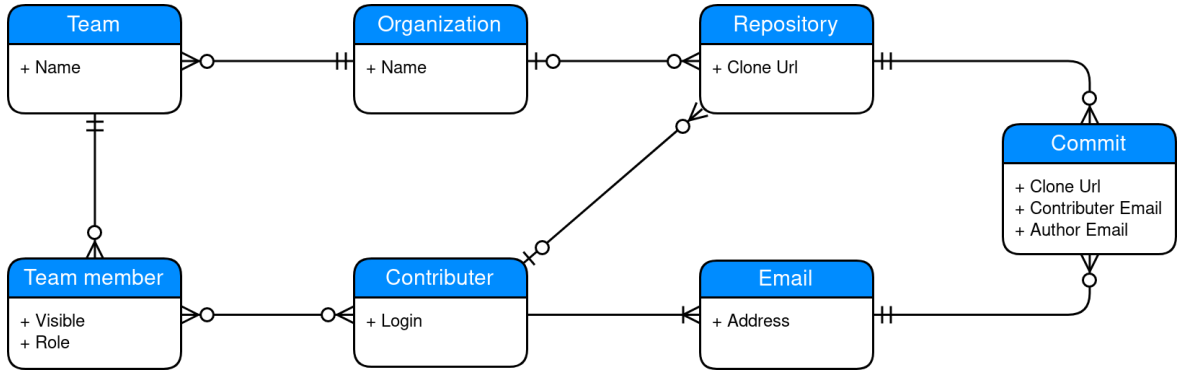 Team
+ Name
Organization
+ Name
Repository
+ Clone Url
Commit
+ Clone Url
+ Contributer Email
+ Author Email
Team member
+ Visible
+ Role
Contributer
+ Login
Email
+ Address